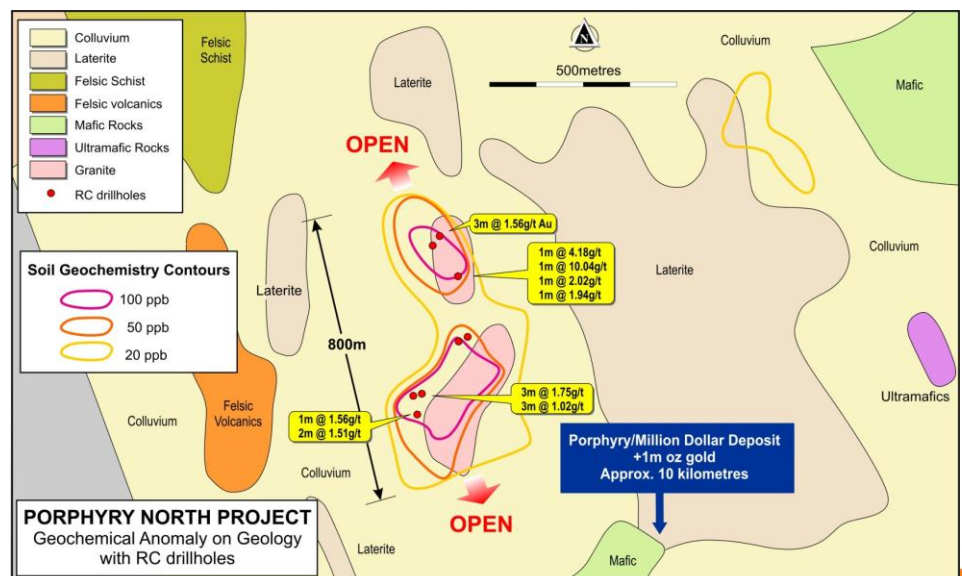 Colluvium
Laterite
Felsic Schist
Felsic volcanics
Mafic Rocks
Ultramafic Rocks
Granite
RC drillholes
Felsic
Schist
Laterite
N
500metres
Colluvium
Mafic
OPEN
3m @ 1.56g/t Au
1m @ 4.18g/t
1m @ 10.04g/t
1m @ 2.02g/t
1m @ 1.94g/t
Colluvium
Laterite
Soil Geochemistry Contours
100 ppb
50 ppb
20 ppb
Laterite
800m
3m @ 1.75g/t
3m @ 1.02g/t
1m @ 1.56g/t
2m @ 1.51g/t
Ultramafics
Colluvium
Felsic
Volcanics
Colluvium
Porphyry/Million Dollar Deposit
+1m oz gold
Approx. 10 kilometres
OPEN
PORPHYRY NORTH PROJECT
Geochemical Anomaly on Geology
with RC drillholes
Laterite
Mafic
Colluvium